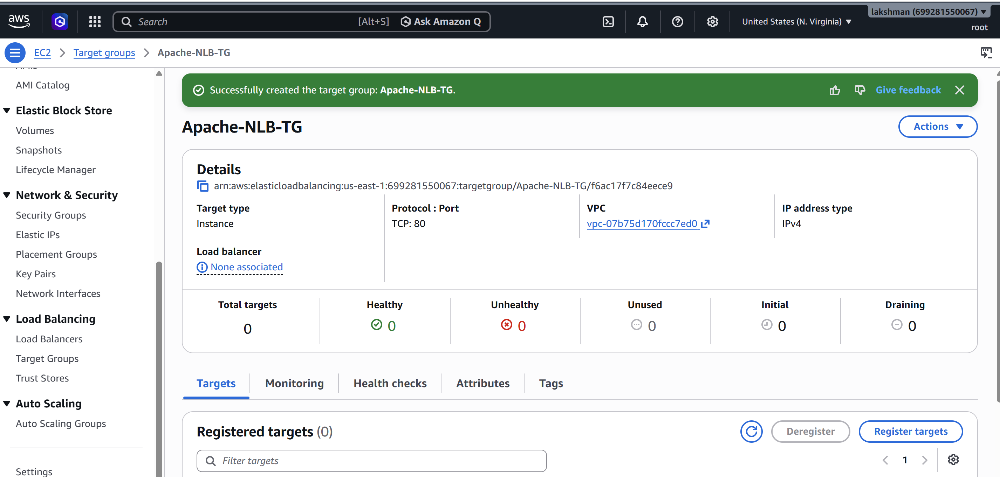 aws
Search [Alt+S] Ask Amazon Q
United States (N. Virginia)
lakshman (699281550067)
root
EC2 > Target groups > Apache-NLB-TG
AMI Catalog
Elastic Block Store
Volumes
Snapshots
Lifecycle Manager
Network & Security
Security Groups
Elastic IPs
Placement Groups
Key Pairs
Network Interfaces
Load Balancing
Load Balancers
Target Groups
Trust Stores
Auto Scaling
Auto Scaling Groups
Settings
Successfully created the target group: Apache-NLB-TG.
Give feedback
Apache-NLB-TG
Actions
Details
arn:aws:elasticloadbalancing:us-east-1:699281550067:targetgroup/Apache-NLB-TG/f6ac17f7c84eece9
Target type
Instance
Protocol : Port
TCP: 80
VPC
vpc-07b75d170fccc7ed0
IP address type
IPv4
Load balancer
None associated
Total targets
0
Healthy
0
Unhealthy
0
Unused
0
Initial
0
Draining
0
Targets Monitoring Health checks Attributes Tags
Registered targets (0)
Deregister
Register targets
Filter targets
1